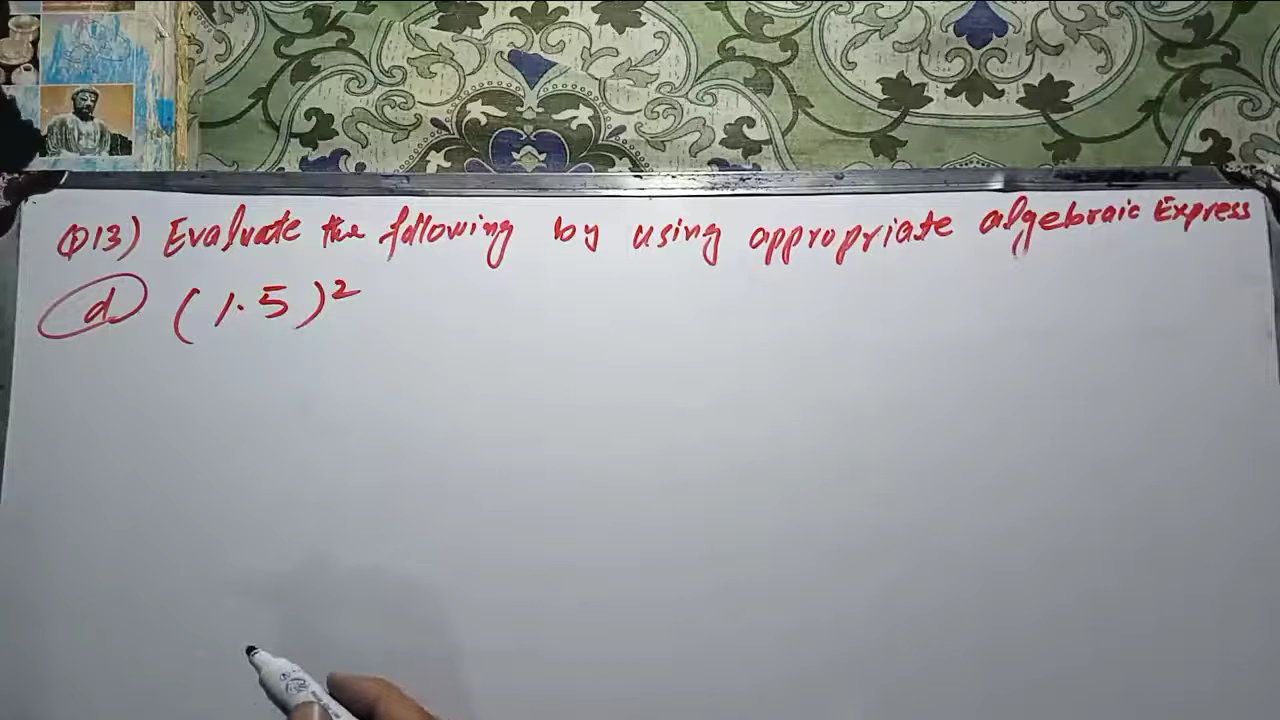 Q13) Evaluate the following by using appropriate algebraic Express
d (1.5)²